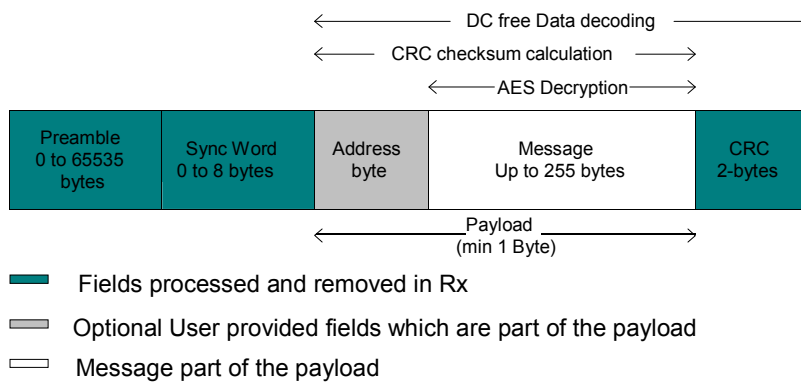 DC free Data decoding
CRC checksum calculation
AES Decryption
Preamble
0 to 65535
bytes
Sync Word
0 to 8 bytes
Address
byte
Message
Up to 255 bytes
CRC
2-bytes
Payload
(min 1 Byte)
Fields processed and removed in Rx
Optional User provided fields which are part of the payload
Message part of the payload